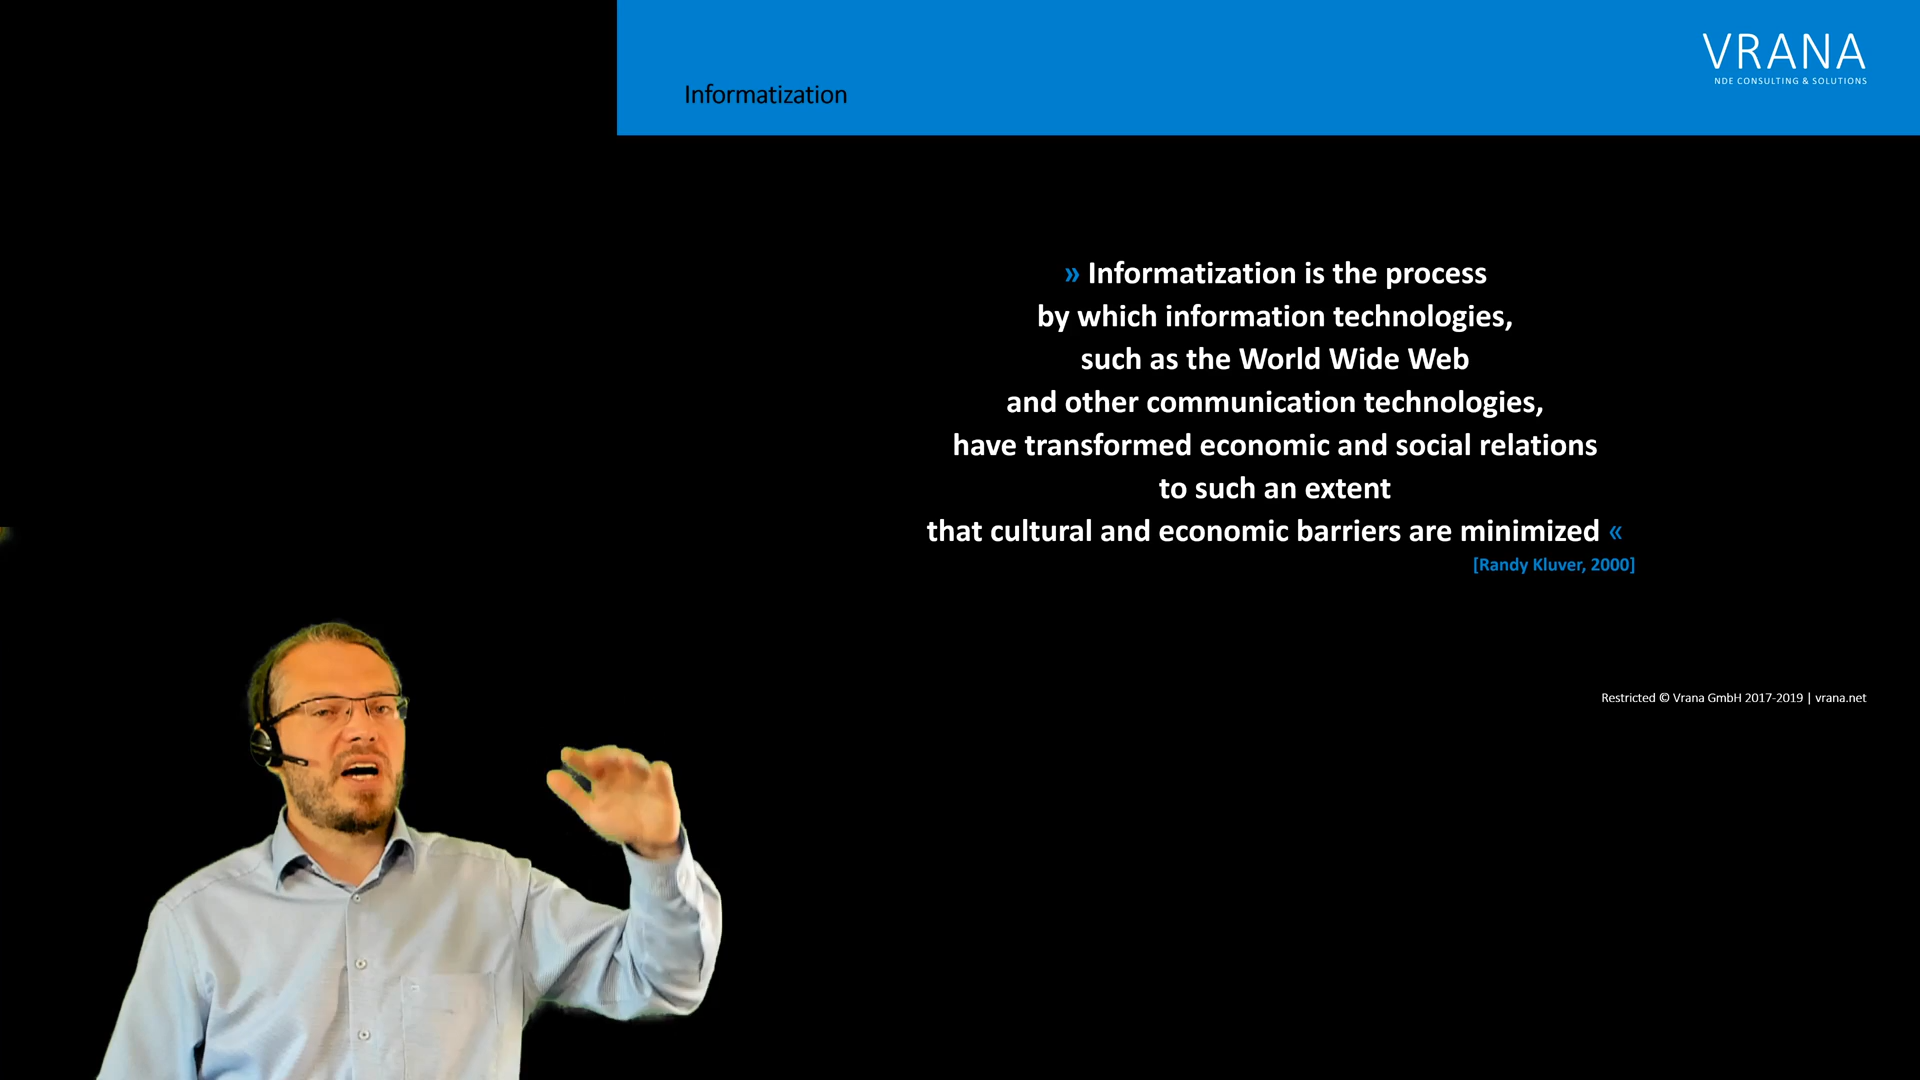 VRANA
NDE CONSULTING & SOLUTIONS
Informatization
» Informatization is the process
by which information technologies,
such as the World Wide Web
and other communication technologies,
have transformed economic and social relations
to such an extent
that cultural and economic barriers are minimized «
[Randy Kluver, 2000]
Restricted © Vrana GmbH 2017-2019 | vrana.net